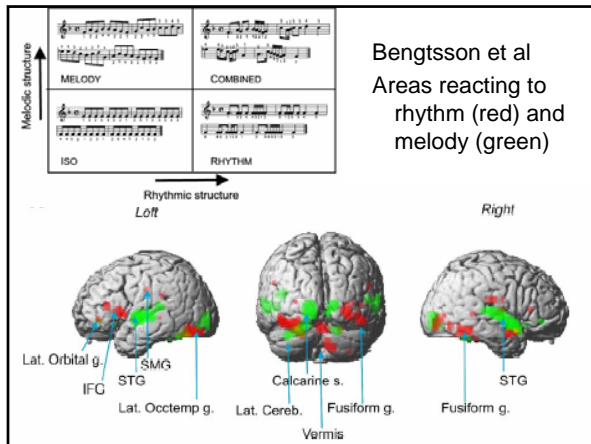 Melodic structure
MELODY
COMBINED
ISO
RHYTHM
Rhythmic structure
Bengtsson et al
Areas reacting to
rhythm (red) and
melody (green)
Left
Right
Lat. Orbital g.
IFG
STG
SMG
Lat. Occtemp g.
Calcarine s.
Lat. Cereb.
Vermis
Fusiform g.
Fusiform g.
STG